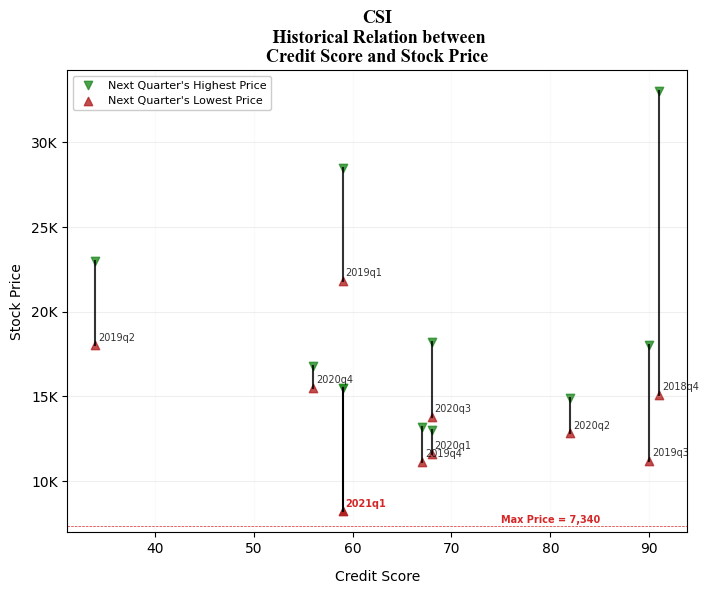 CSI
Historical Relation between
Credit Score and Stock Price
Next Quarter's Highest Price
Next Quarter's Lowest Price
30K
25K
20K
15K
10K
Stock Price
2019q1
2019q2
2020q4
2018q4
2020q3
2020q2
2020q1
2019q4
2019q3
2021q1
Max Price = 7,340
40
50
60
70
80
90
Credit Score